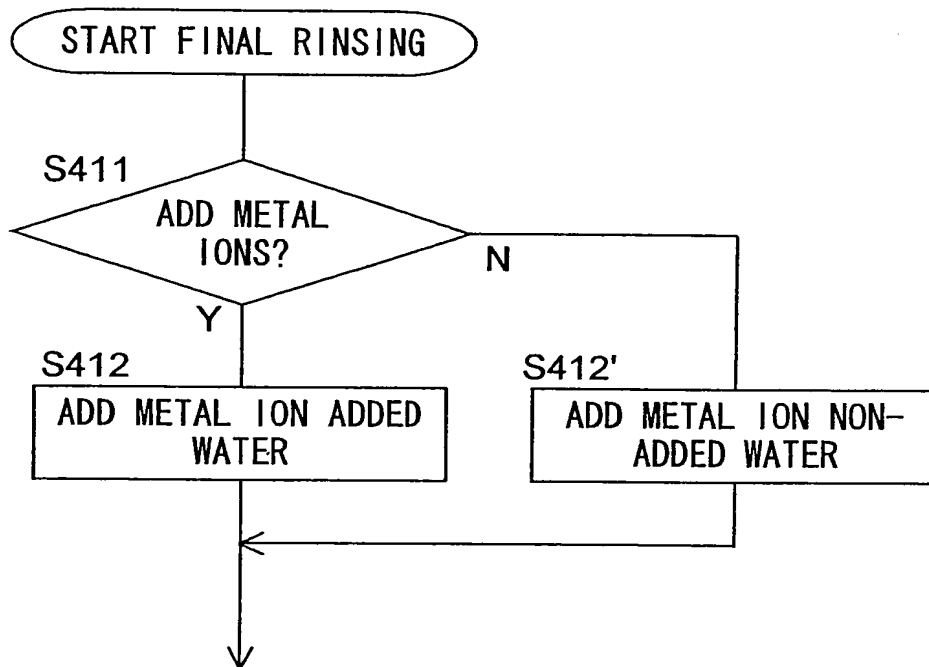 START FINAL RINSING
S411
ADD METAL
IONS?
N
Y
S412
S412'
ADD METAL ION ADDED
WATER
ADD METAL ION NON-
ADDED WATER